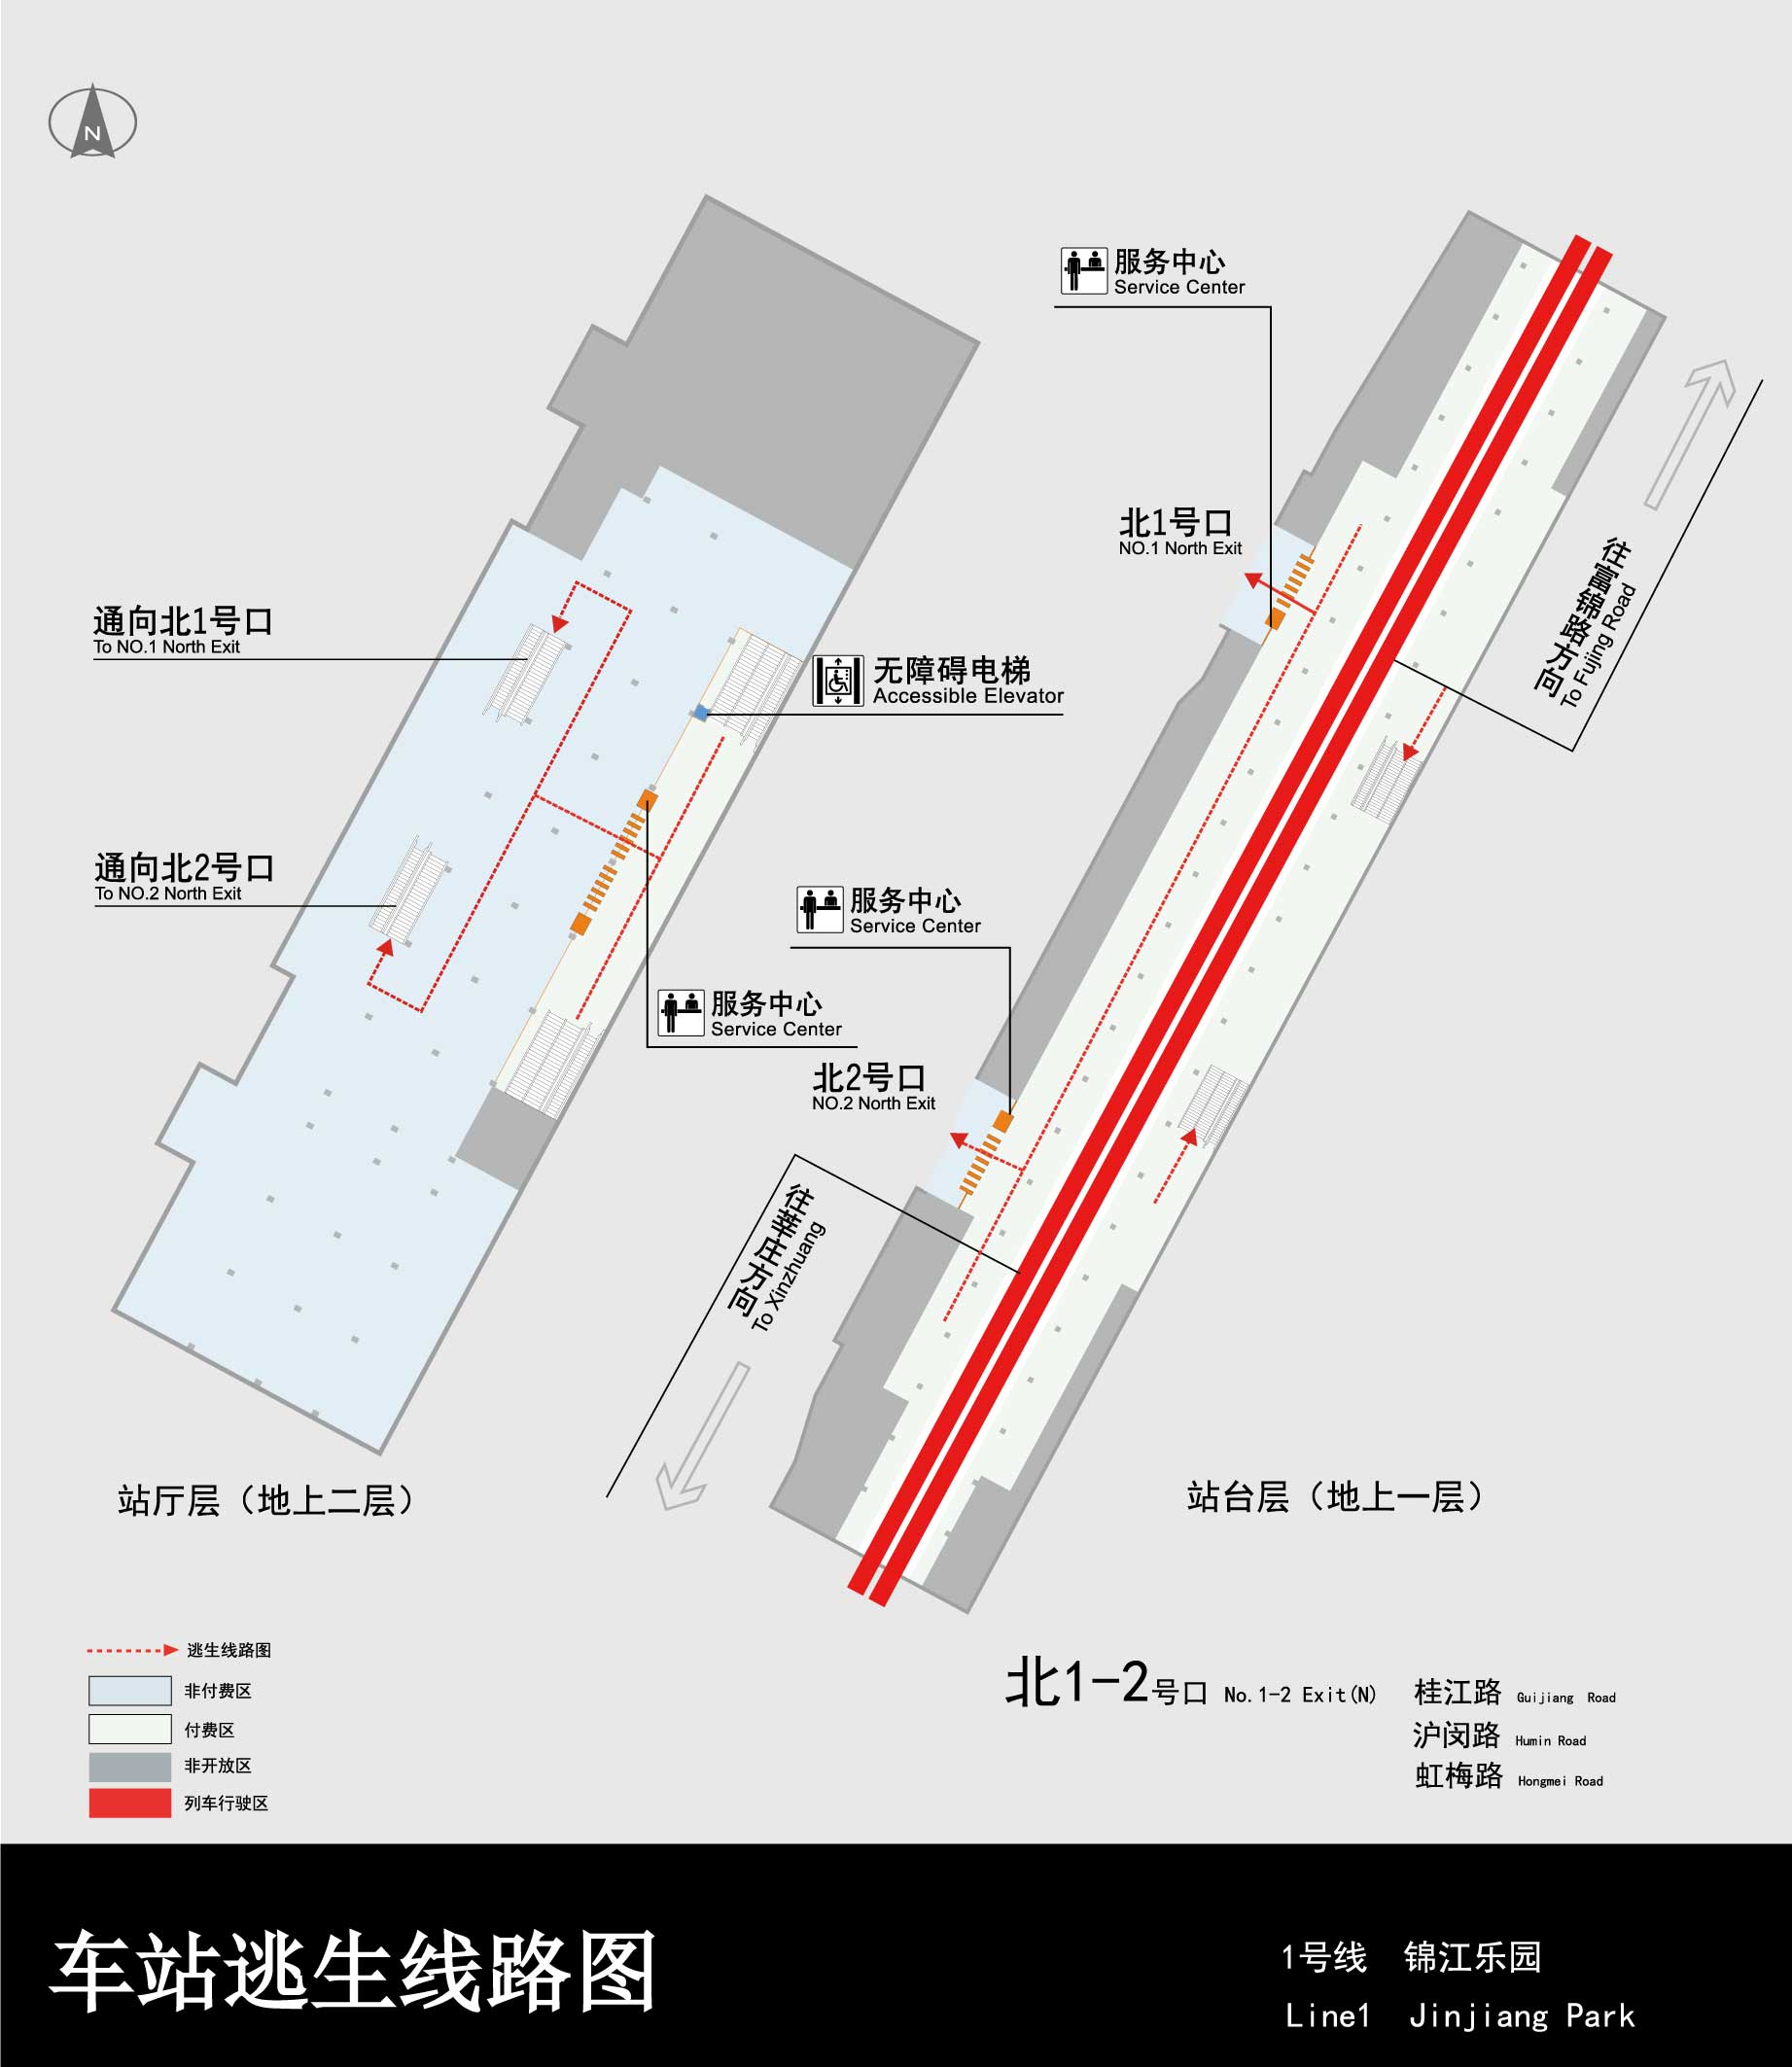 N
服务中心
Service Center
北1号口
NO.1 North Exit
往富锦路方向
To Fujing Road
通向北1号口
To NO.1 North Exit
无障碍电梯
Accessible Elevator
通向北2号口
To NO.2 North Exit
服务中心
Service Center
服务中心
Service Center
北2号口
NO.2 North Exit
往莘庄方向
To Xinzhuang
站厅层（地上二层）
站台层（地上一层）
逃生线路图
非付费区
付费区
非开放区
列车行驶区
北1-2号口 No.1-2 Exit(N)
桂江路 Guijiang Road
沪闵路 Humin Road
虹梅路 Hongmei Road
车站逃生线路图
1号线 锦江乐园
Line1 Jinjiang Park